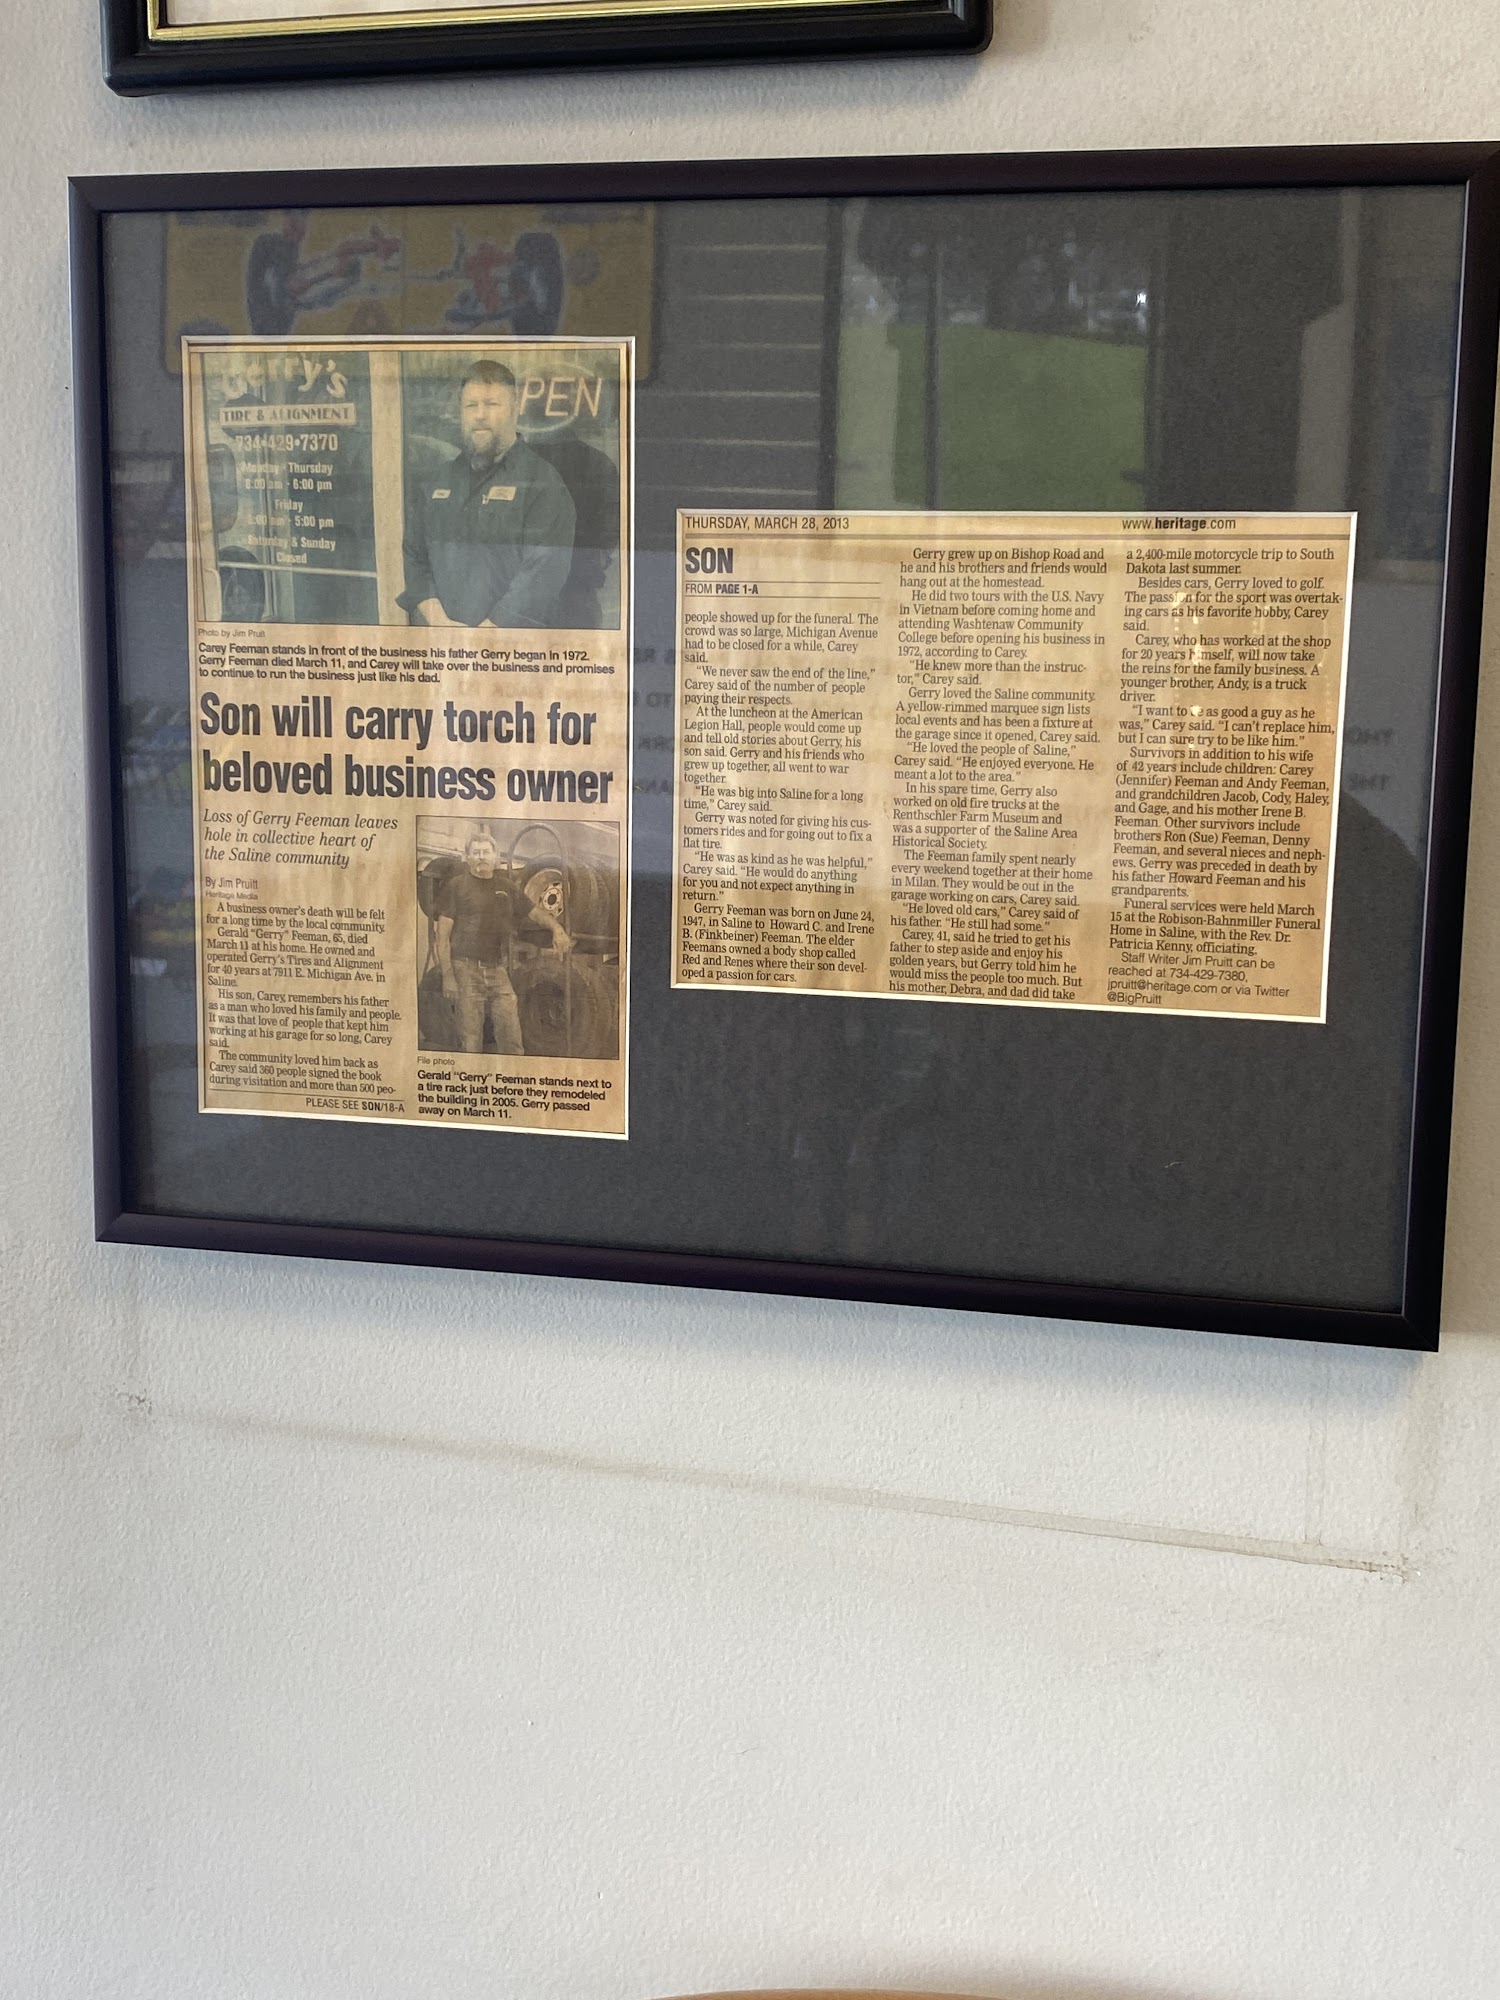 Gerry's
TIRE & ALIGNMENT
734•429•7370
Monday - Thursday
8:00 am - 6:00 pm
Friday
8:00 am - 5:00 pm
Saturday & Sunday
Closed
PEN
Photo by Jim Pruitt
Carey Feeman stands in front of the business his father Gerry began in 1972.
Gerry Feeman died March 11, and Carey will take over the business and promises
to continue to run the business just like his dad.
Son will carry torch for
beloved business owner
Loss of Gerry Feeman leaves
hole in collective heart of
the Saline community
By Jim Pruitt
Heritage Media
A business owner's death will be felt
for a long time by the local community.
Gerald "Gerry" Feeman, 65, died
March 11 at his home. He owned and
operated Gerry's Tires and Alignment
for 40 years at 7911 E. Michigan Ave. in
Saline.
His son, Carey, remembers his father
as a man who loved his family and people.
It was that love of people that kept him
working at his garage for so long, Carey
said.
The community loved him back as
Carey said 360 people signed the book
during visitation and more than 500 peo-
PLEASE SEE SON/18-A
File photo
Gerald "Gerry" Feeman stands next to
a tire rack just before they remodeled
the building in 2005. Gerry passed
away on March 11.
THURSDAY, MARCH 28, 2013
www.heritage.com
SON
FROM PAGE 1-A
people showed up for the funeral. The
crowd was so large, Michigan Avenue
had to be closed for a while, Carey
said.
"We never saw the end of the line,"
Carey said of the number of people
paying their respects.
At the luncheon at the American
Legion Hall, people would come up
and tell old stories about Gerry, his
son said. Gerry and his friends who
grew up together, all went to war
together.
"He was big into Saline for a long
time," Carey said.
Gerry was noted for giving his cus-
tomers rides and for going out to fix a
flat tire.
"He was as kind as he was helpful,"
Carey said. "He would do anything
for you and not expect anything in
return."
Gerry Feeman was born on June 24,
1947, in Saline to Howard C. and Irene
B. (Finkbeiner) Feeman. The elder
Feemans owned a body shop called
Red and Renes where their son devel-
oped a passion for cars.
Gerry grew up on Bishop Road and
he and his brothers and friends would
hang out at the homestead.
He did two tours with the U.S. Navy
in Vietnam before coming home and
attending Washtenaw Community
College before opening his business in
1972, according to Carey.
"He knew more than the instruc-
tor," Carey said.
Gerry loved the Saline community.
A yellow-rimmed marquee sign lists
local events and has been a fixture at
the garage since it opened, Carey said.
"He loved the people of Saline,"
Carey said. "He enjoyed everyone. He
meant a lot to the area."
In his spare time, Gerry also
worked on old fire trucks at the
Renthschler Farm Museum and
was a supporter of the Saline Area
Historical Society.
The Feeman family spent nearly
every weekend together at their home
in Milan. They would be out in the
garage working on cars, Carey said.
"He loved old cars," Carey said of
his father. "He still had some."
Carey, 41, said he tried to get his
father to step aside and enjoy his
golden years, but Gerry told him he
would miss the people too much. But
his mother, Debra, and dad did take
a 2,400-mile motorcycle trip to South
Dakota last summer.
Besides cars, Gerry loved to golf.
The passion for the sport was overtak-
ing cars as his favorite hobby, Carey
said.
Carey, who has worked at the shop
for 20 years himself, will now take
the reins for the family business. A
younger brother, Andy, is a truck
driver.
"I want to be as good a guy as he
was," Carey said. "I can't replace him,
but I can sure try to be like him."
Survivors in addition to his wife
of 42 years include children: Carey
(Jennifer) Feeman and Andy Feeman,
and grandchildren Jacob, Cody, Haley,
and Gage, and his mother Irene B.
Feeman. Other survivors include
brothers Ron (Sue) Feeman, Denny
Feeman, and several nieces and neph-
ews. Gerry was preceded in death by
his father Howard Feeman and his
grandparents.
Funeral services were held March
15 at the Robison-Bahnmiller Funeral
Home in Saline, with the Rev. Dr.
Patricia Kenny, officiating.
Staff Writer Jim Pruitt can be
reached at 734-429-7380,
jpruitt@heritage.com or via Twitter
@BigPruitt